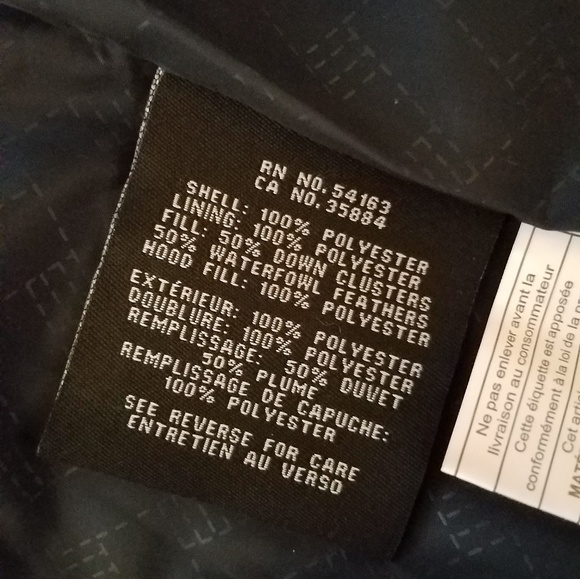 RN NO. 54163
CA NO. 35884
SHELL: 100% POLYESTER
LINING: 100% POLYESTER
FILL: 50% DOWN CLUSTERS
50% WATERFOWL FEATHERS
HOOD FILL: 100% POLYESTER
EXTÉRIEUR: 100% POLYESTER
DOUBLURE: 100% POLYESTER
REMPLISSAGE: 50% DUVET
50% PLUME
REMPLISSAGE DE CAPUCHE:
100% POLYESTER
SEE REVERSE FOR CARE
ENTRETIEN AU VERSO
Ne pas enlever avant la
livraison au consommateur
Cette étiquette est apposée
conformément à la loi de la
Cet